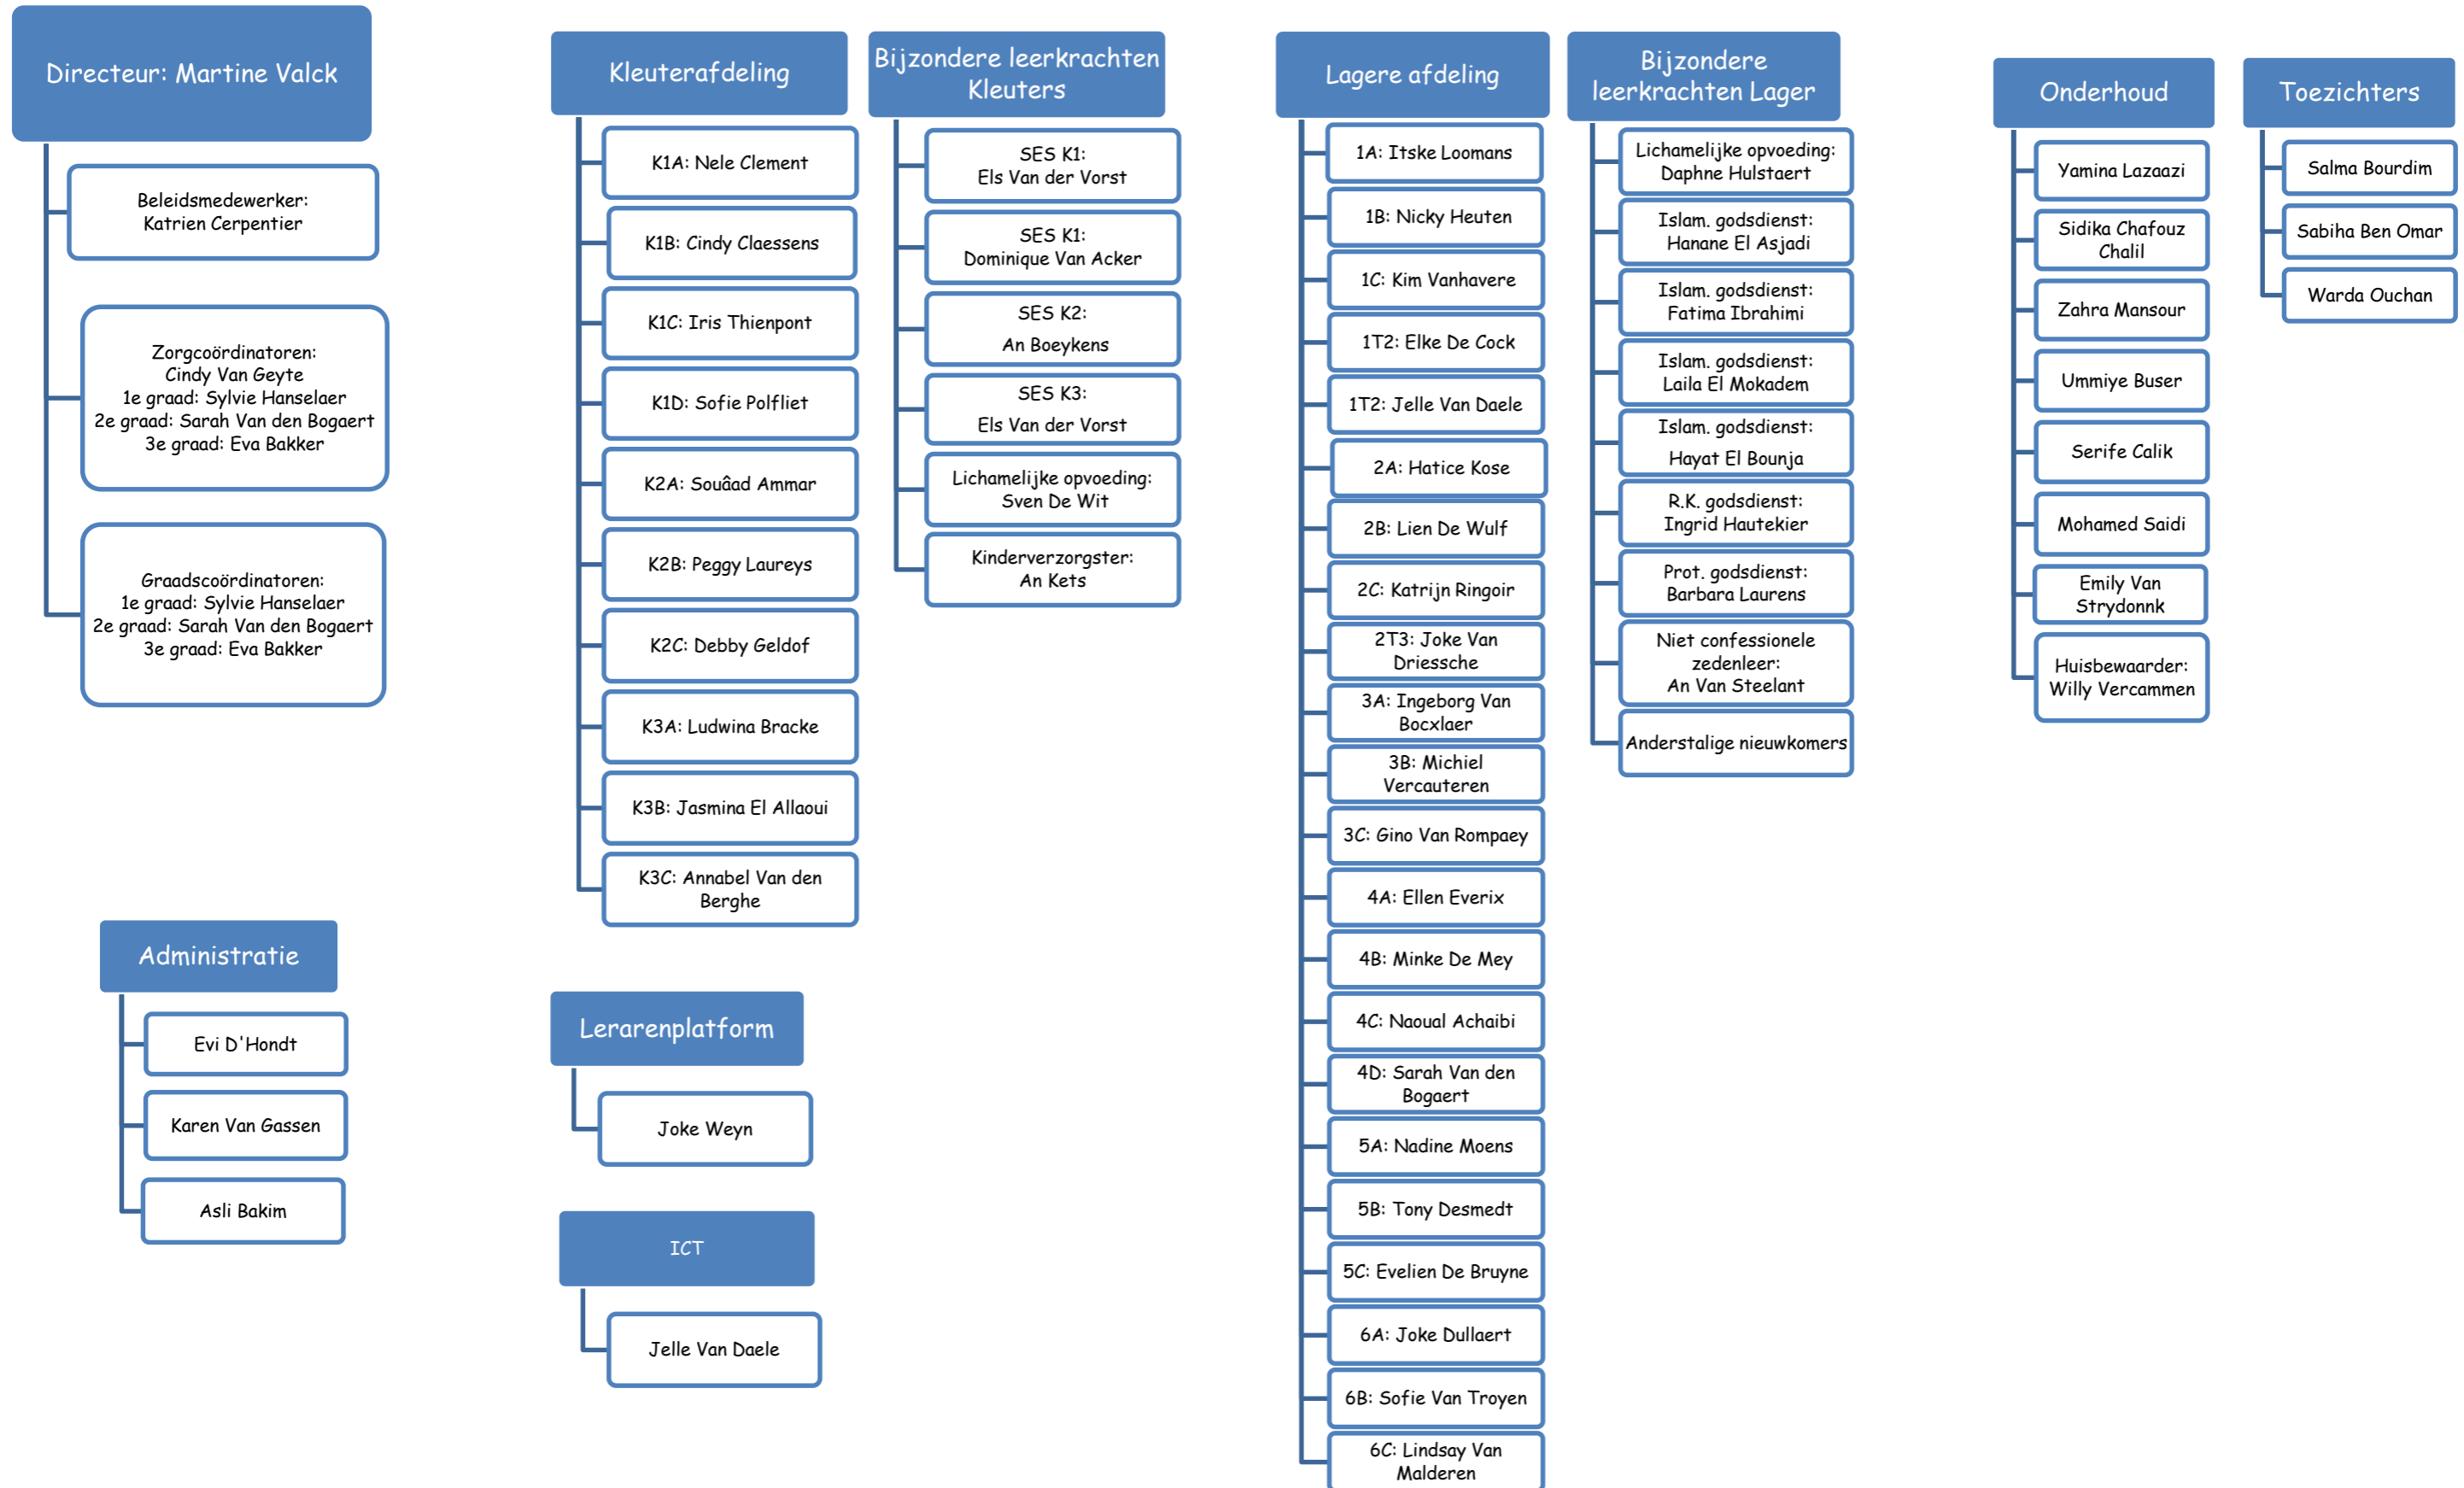 Directeur: Martine Valck
Beleidsmedewerker:
Katrien Cerpentier
Zorgcoördinatoren:
Cindy Van Geyte
1e graad: Sylvie Hanselaer
2e graad: Sarah Van den Bogaert
3e graad: Eva Bakker
Graadscoördinatoren:
1e graad: Sylvie Hanselaer
2e graad: Sarah Van den Bogaert
3e graad: Eva Bakker
Administratie
Evi D'Hondt
Karen Van Gassen
Asli Bakim
Kleuterafdeling
K1A: Nele Clement
K1B: Cindy Claessens
K1C: Iris Thienpont
K1D: Sofie Polfliet
K2A: Souâad Ammar
K2B: Peggy Laureys
K2C: Debby Geldof
K3A: Ludwina Bracke
K3B: Jasmina El Allaoui
K3C: Annabel Van den
Berghe
Lerarenplatform
Joke Weyn
ICT
Jelle Van Daele
Bijzondere leerkrachten
Kleuters
SES K1:
Els Van der Vorst
SES K1:
Dominique Van Acker
SES K2:
An Boeykens
SES K3:
Els Van der Vorst
Lichamelijke opvoeding:
Sven De Wit
Kinderverzorgster:
An Kets
Lagere afdeling
1A: Itske Loomans
1B: Nicky Heuten
1C: Kim Vanhavere
1T2: Elke De Cock
1T2: Jelle Van Daele
2A: Hatice Kose
2B: Lien De Wulf
2C: Katrijn Ringoir
2T3: Joke Van
Driessche
3A: Ingeborg Van
Bocxlaer
3B: Michiel
Vercauteren
3C: Gino Van Rompaey
4A: Ellen Everix
4B: Minke De Mey
4C: Naoual Achaibi
4D: Sarah Van den
Bogaert
5A: Nadine Moens
5B: Tony Desmedt
5C: Evelien De Bruyne
6A: Joke Dullaert
6B: Sofie Van Troyen
6C: Lindsay Van
Malderen
Bijzondere
leerkrachten Lager
Lichamelijke opvoeding:
Daphne Hulstaert
Islam. godsdienst:
Hanane El Asjadi
Islam. godsdienst:
Fatima Ibrahimi
Islam. godsdienst:
Laila El Mokadem
Islam. godsdienst:
Hayat El Bounja
R.K. godsdienst:
Ingrid Hautekier
Prot. godsdienst:
Barbara Laurens
Niet confessionele
zedenleer:
An Van Steelant
Anderstalige nieuwkomers
Onderhoud
Yamina Lazaazi
Sidika Chafouz
Chalil
Zahra Mansour
Ummiye Buser
Serife Calik
Mohamed Saidi
Emily Van
Strydonnk
Huisbewaarder:
Willy Vercammen
Toezichters
Salma Bourdim
Sabiha Ben Omar
Warda Ouchan